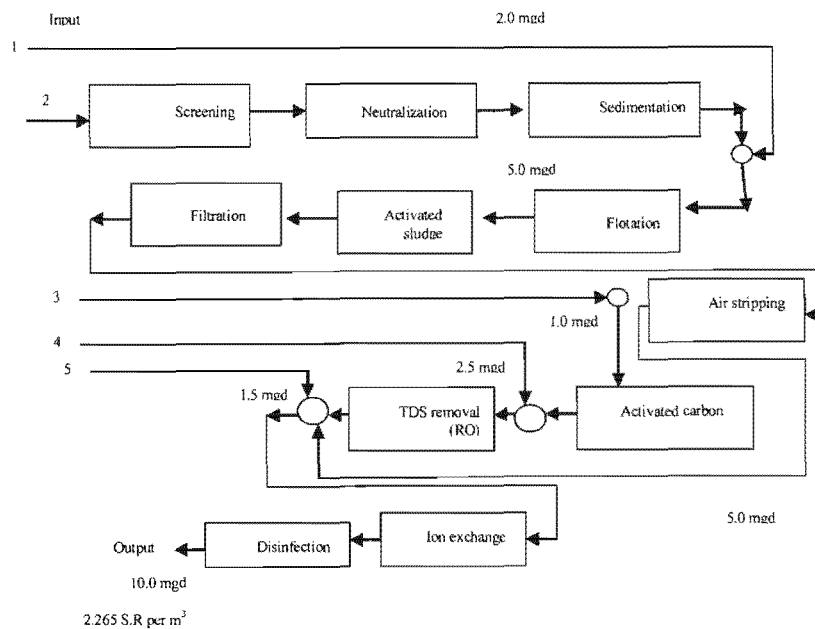 Input
2.0 mgd
1
2
Screening
Neutralization
Sedimentation
5.0 mgd
Filtration
Activated
sludge
Flotation
3
1.0 mgd
Air stripping
4
2.5 mgd
5
1.5 mgd
TDS removal
(RO)
Activated carbon
5.0 mgd
Output
Disinfection
Ion exchange
10.0 mgd
2.265 S.R per m³